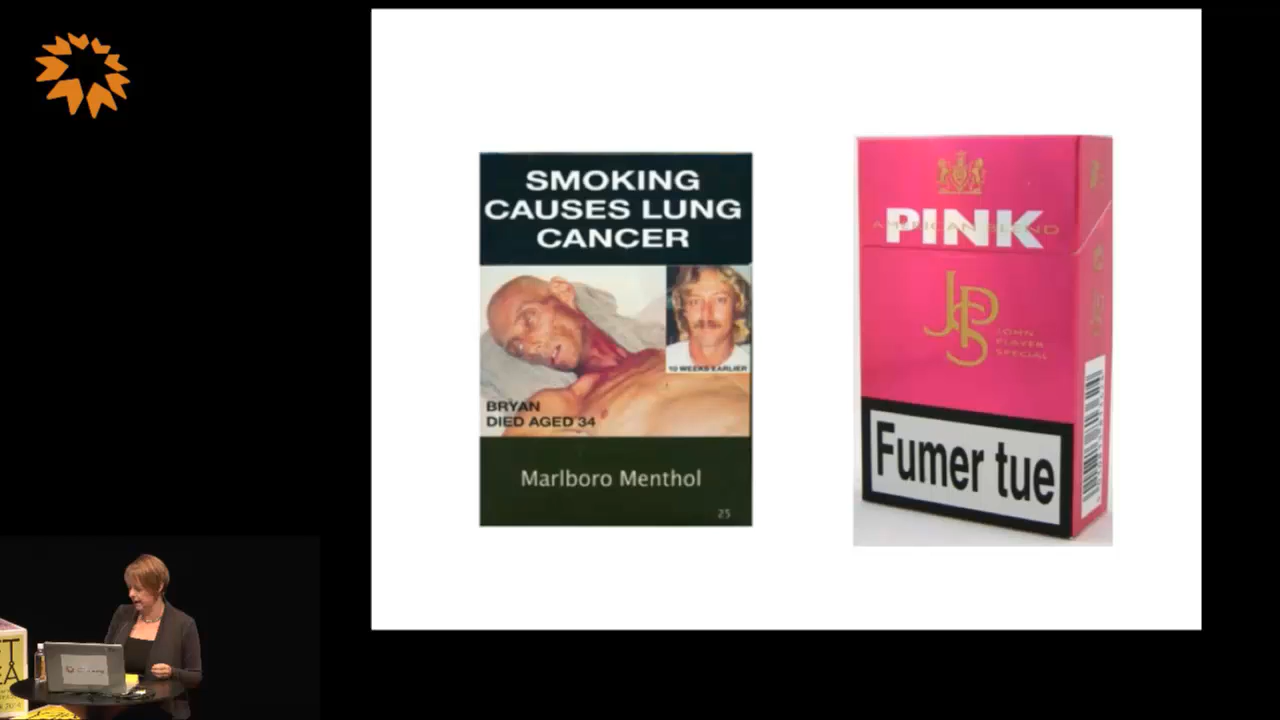 SMOKING
CAUSES LUNG
CANCER
10 WEEKS EARLIER
BRYAN
DIED AGED 34
Marlboro Menthol
25
PINK
AMERICAN BLEND
JPS
JOHN
PLAYER
SPECIAL
Fumer tue